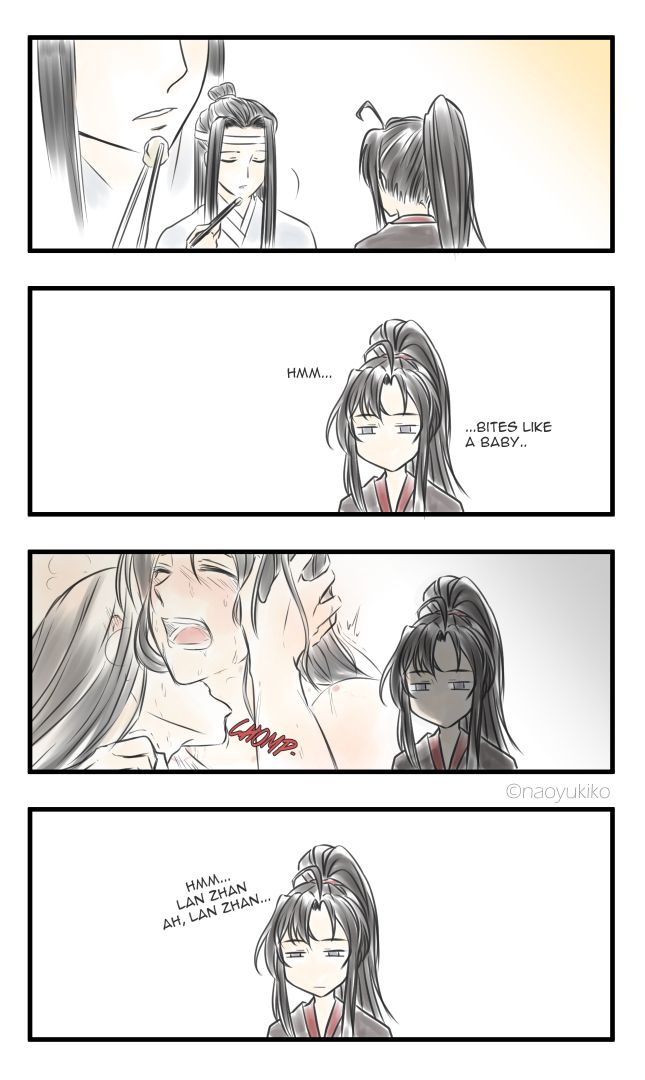 HMM...
...BITES LIKE
A BABY..
CHOMP.
©naoyukiko
HMM...
LAN ZHAN
AH, LAN ZHAN...